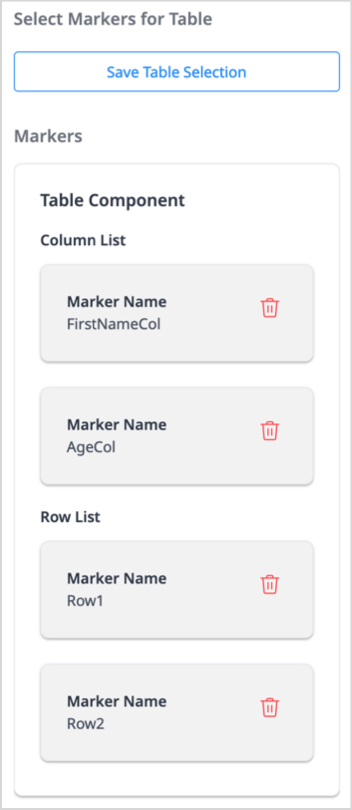 Select Markers for Table
Save Table Selection
Markers
Table Component
Column List
Marker Name
FirstNameCol
Marker Name
AgeCol
Row List
Marker Name
Row1
Marker Name
Row2